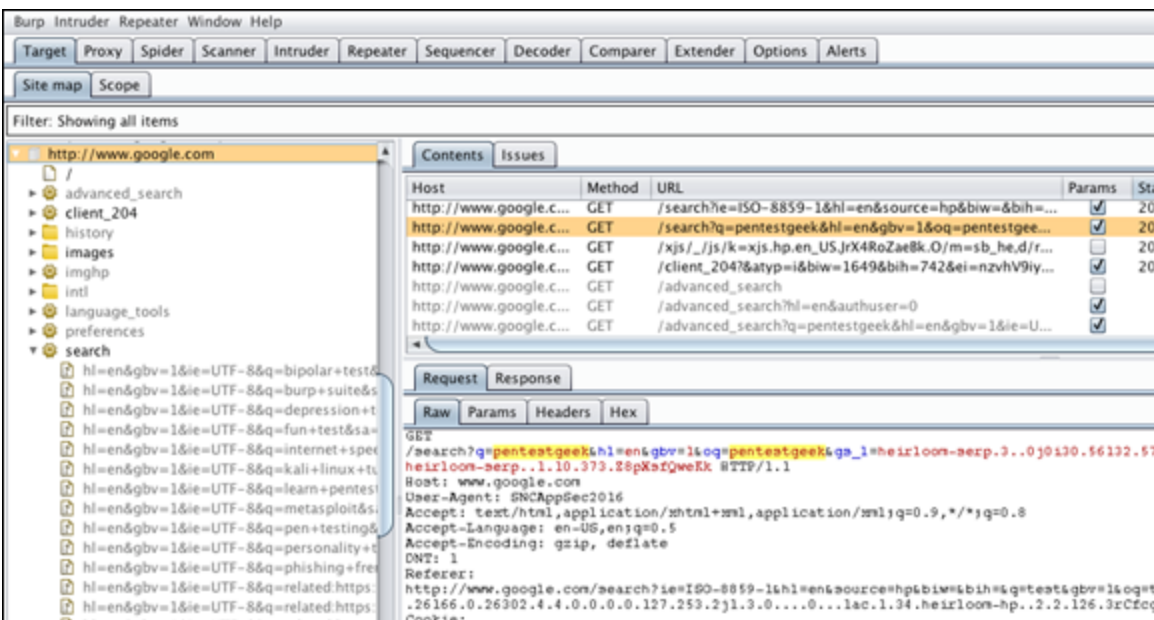 Burp Intruder Repeater Window Help
Target Proxy Spider Scanner Intruder Repeater Sequencer Decoder Comparer Extender Options Alerts
Site map Scope
Filter: Showing all items
http://www.google.com
/
advanced_search
client_204
history
images
imghp
intl
language_tools
preferences
search
hl=en&gbv=1&ie=UTF-8&q=bipolar+test&
hl=en&gbv=1&ie=UTF-8&q=burp+suite&s
hl=en&gbv=1&ie=UTF-8&q=depression+t
hl=en&gbv=1&ie=UTF-8&q=fun+test&sa=
hl=en&gbv=1&ie=UTF-8&q=internet+spee
hl=en&gbv=1&ie=UTF-8&q=kali+linux+tu
hl=en&gbv=1&ie=UTF-8&q=learn+pentest
hl=en&gbv=1&ie=UTF-8&q=metasploit&s
hl=en&gbv=1&ie=UTF-8&q=pen+testing&
hl=en&gbv=1&ie=UTF-8&q=personality+t
hl=en&gbv=1&ie=UTF-8&q=phishing+fre
hl=en&gbv=1&ie=UTF-8&q=related:https:
hl=en&gbv=1&ie=UTF-8&q=related:https:
Contents Issues
Host Method URL Params Sta
http://www.google.c... GET /search?ie=ISO-8859-1&hl=en&source=hp&biw=&bih=... 20
http://www.google.c... GET /search?q=pentestgeek&hl=en&gbv=1&oq=pentestgee... 20
http://www.google.c... GET /xjs/_/js/k=xjs.hp.en_US.JrX4RoZaeBk.O/m=sb_he,d/r... 20
http://www.google.c... GET /client_204?&atyp=i&biw=1649&bih=742&ei=nzvhV9iy... 20
http://www.google.c... GET /advanced_search
http://www.google.c... GET /advanced_search?hl=en&authuser=0
http://www.google.c... GET /advanced_search?q=pentestgeek&hl=en&gbv=1&ie=U...
Request Response
Raw Params Headers Hex
GET
/search?q=pentestgeek&hl=en&gbv=1&oq=pentestgeek&gs_l=heirloom-serp.3..0j0i30.56132.57
heirloom-serp..1.10.373.Z8pXsfQweKk HTTP/1.1
Host: www.google.com
User-Agent: SNCAppSec2016
Accept: text/html,application/xhtml+xml,application/xml;q=0.9,*/*;q=0.8
Accept-Language: en-US,en;q=0.5
Accept-Encoding: gzip, deflate
DNT: 1
Referer:
http://www.google.com/search?ie=ISO-8859-1&hl=en&source=hp&biw=&bih=&q=test&gbv=1&oq=t
.26166.0.26302.4.4.0.0.0.0.127.253.2j1.3.0....0...1ac.1.34.heirloom-hp..2.2.126.3rCfcg
Cookie: